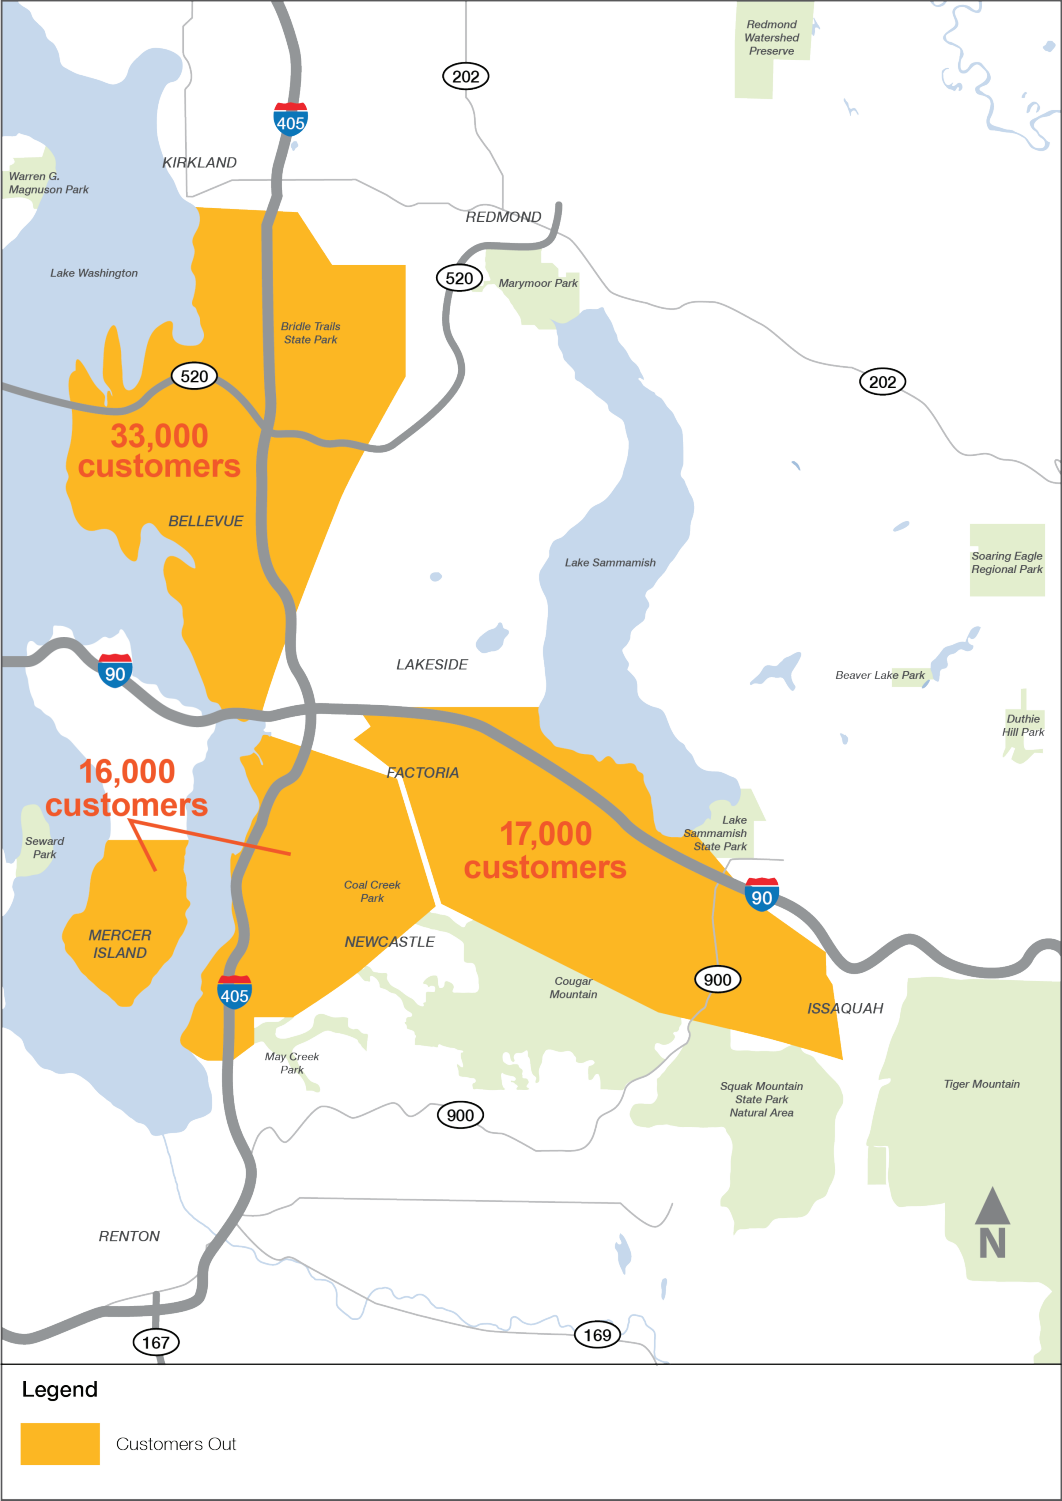 Redmond
Watershed
Preserve
202
405
KIRKLAND
Warren G.
Magnuson Park
REDMOND
Lake Washington
520
Marymoor Park
Bridle Trails
State Park
520
202
33,000
customers
BELLEVUE
Soaring Eagle
Regional Park
Lake Sammamish
90
LAKESIDE
Beaver Lake Park
Duthie
Hill Park
16,000
customers
FACTORIA
Seward
Park
17,000
customers
Lake
Sammamish
State Park
Coal Creek
Park
90
MERCER
ISLAND
NEWCASTLE
405
Cougar
Mountain
900
ISSAQUAH
May Creek
Park
Squak Mountain
State Park
Natural Area
Tiger Mountain
900
RENTON
N
167
169
Legend
Customers Out